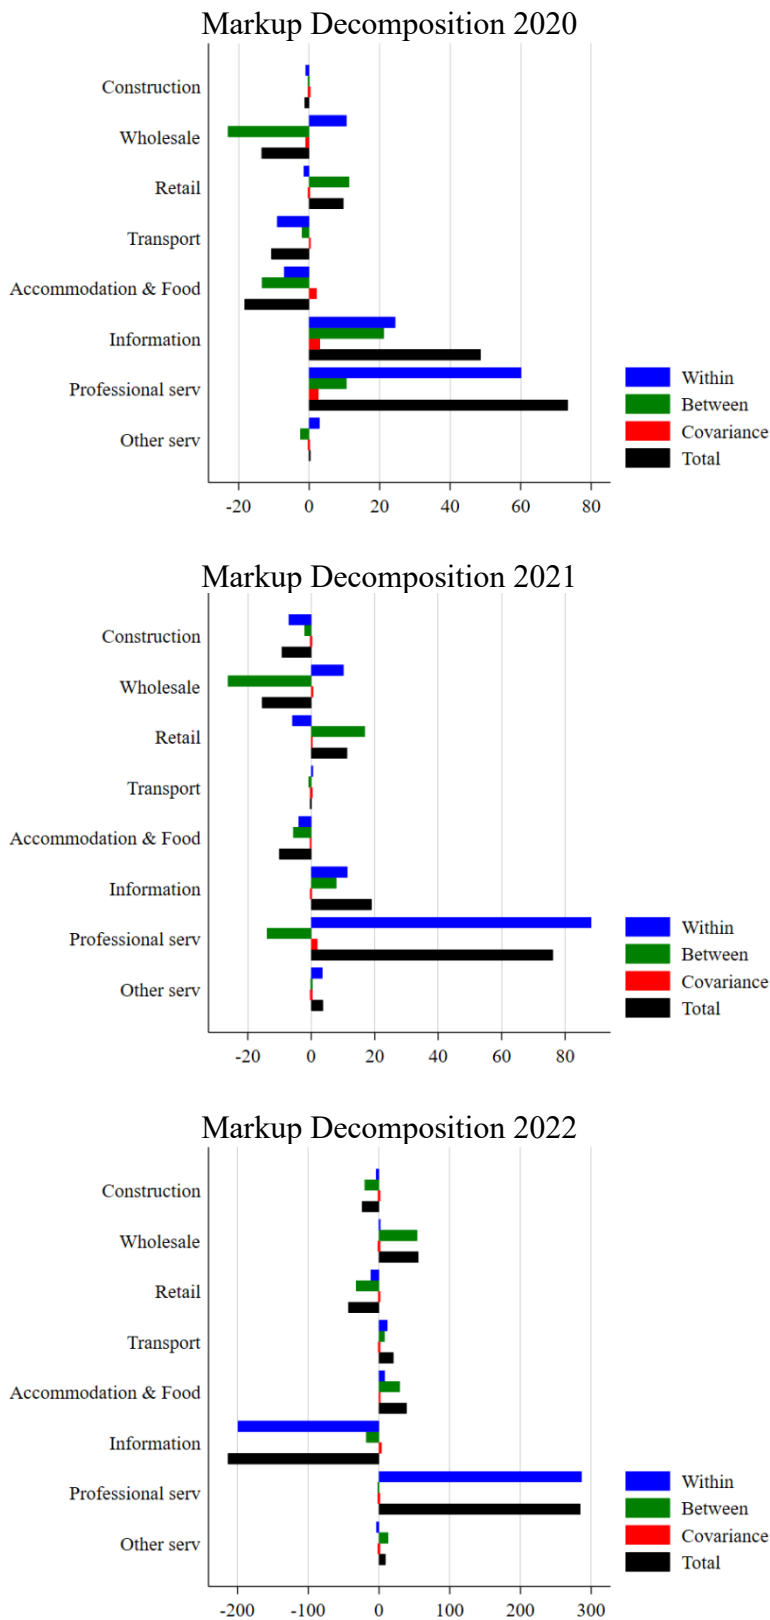 Markup Decomposition 2020
Construction
Wholesale
Retail
Transport
Accommodation & Food
Information
Professional serv
Other serv
-20 0 20 40 60 80
Within
Between
Covariance
Total
Markup Decomposition 2021
Construction
Wholesale
Retail
Transport
Accommodation & Food
Information
Professional serv
Other serv
-20 0 20 40 60 80
Within
Between
Covariance
Total
Markup Decomposition 2022
Construction
Wholesale
Retail
Transport
Accommodation & Food
Information
Professional serv
Other serv
-200 -100 0 100 200 300
Within
Between
Covariance
Total